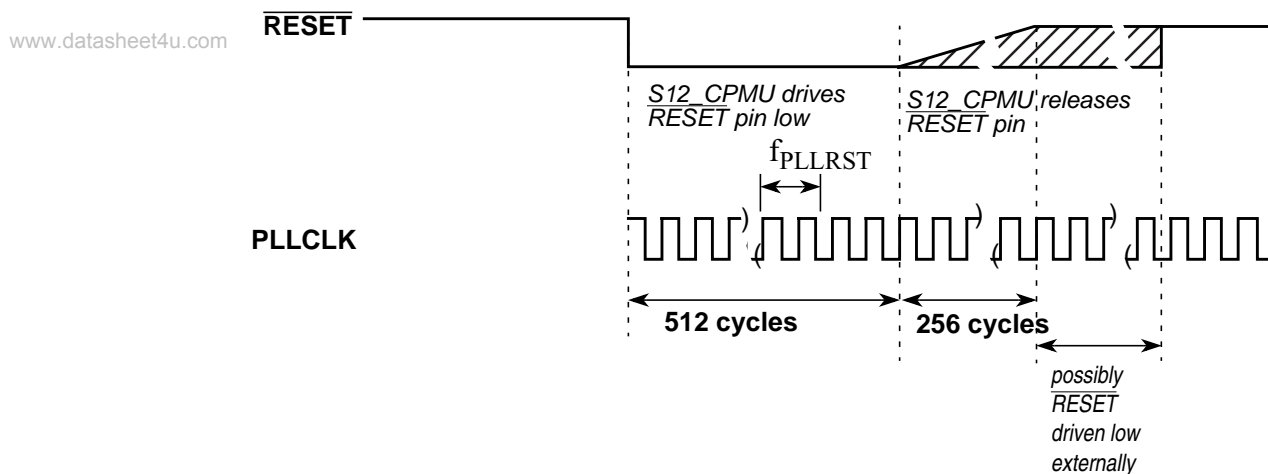 RESET
www.datasheet4u.com
S12_CPMU drives
RESET pin low
S12_CPMU releases
RESET pin
fPLLRST
PLLCLK
512 cycles
256 cycles
possibly
RESET
driven low
externally